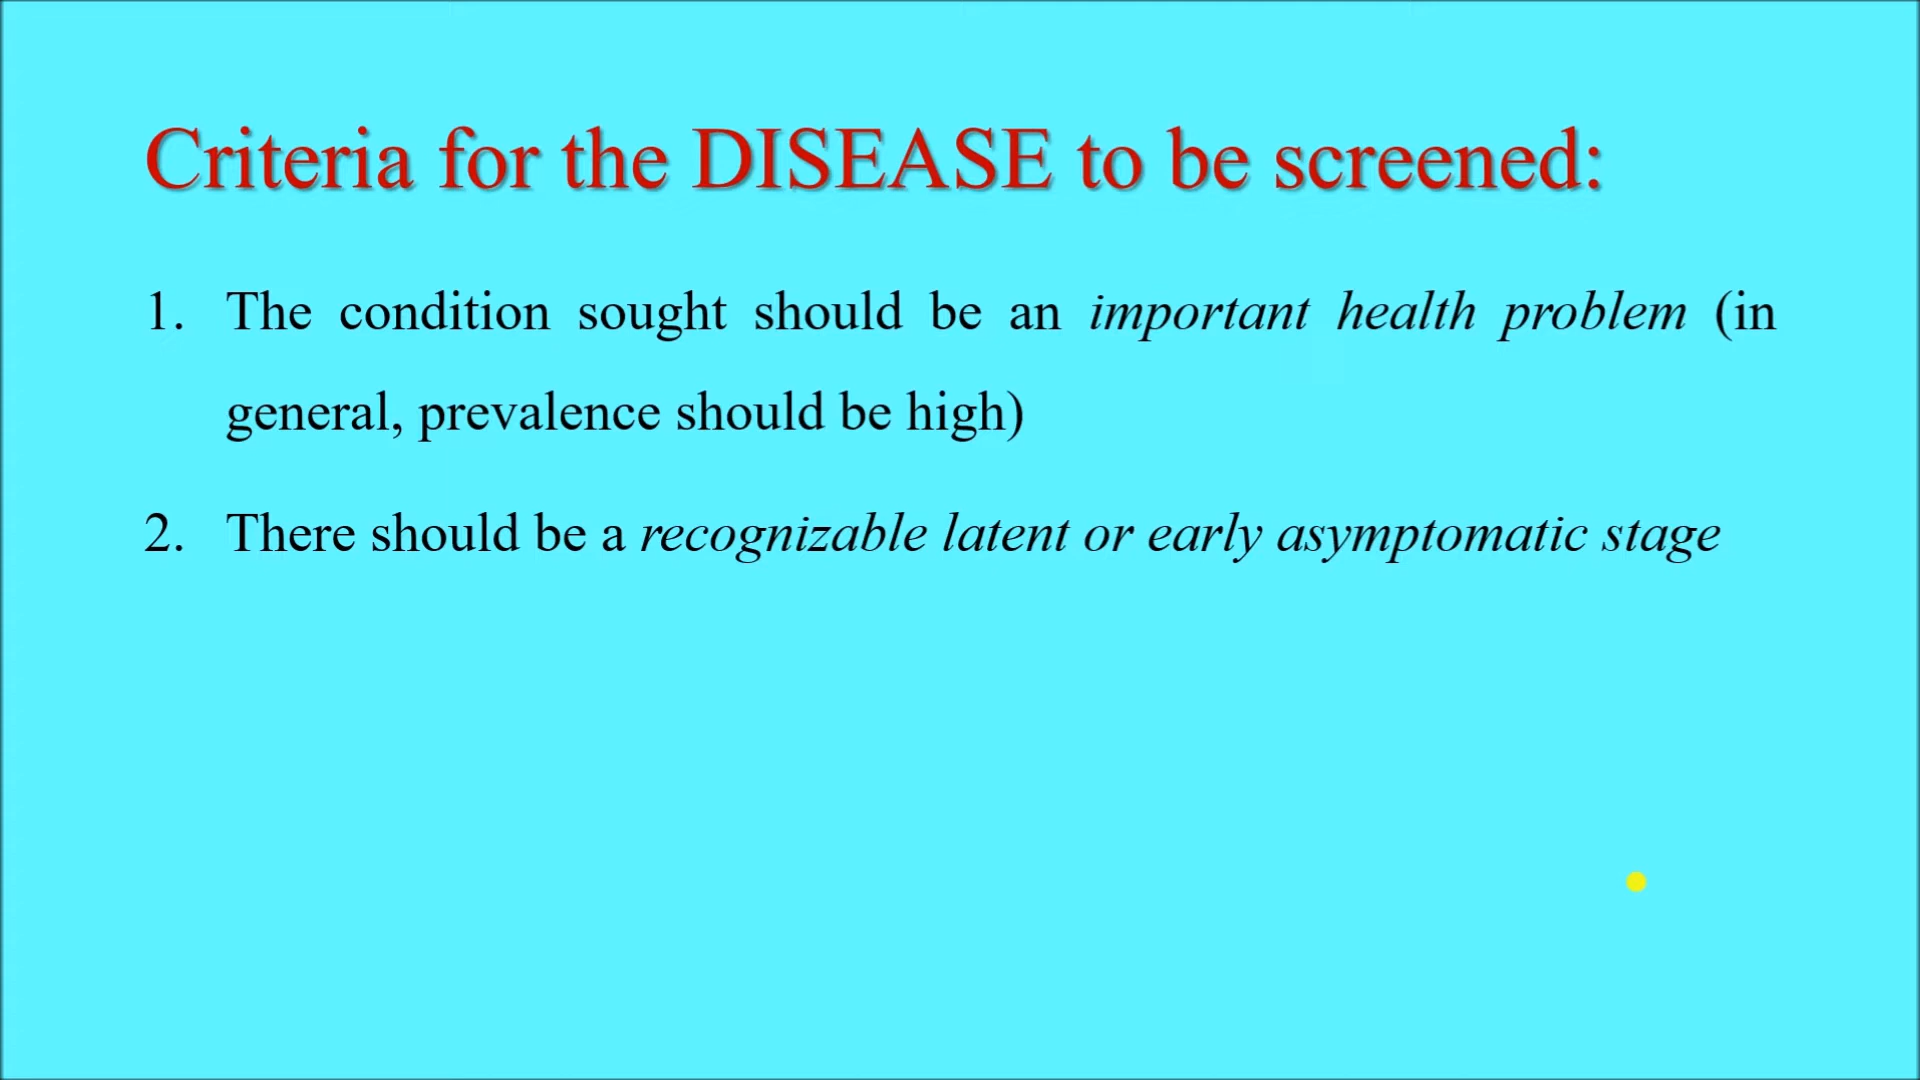 Criteria for the DISEASE to be screened:
1. The condition sought should be an important health problem (in
general, prevalence should be high)
2. There should be a recognizable latent or early asymptomatic stage